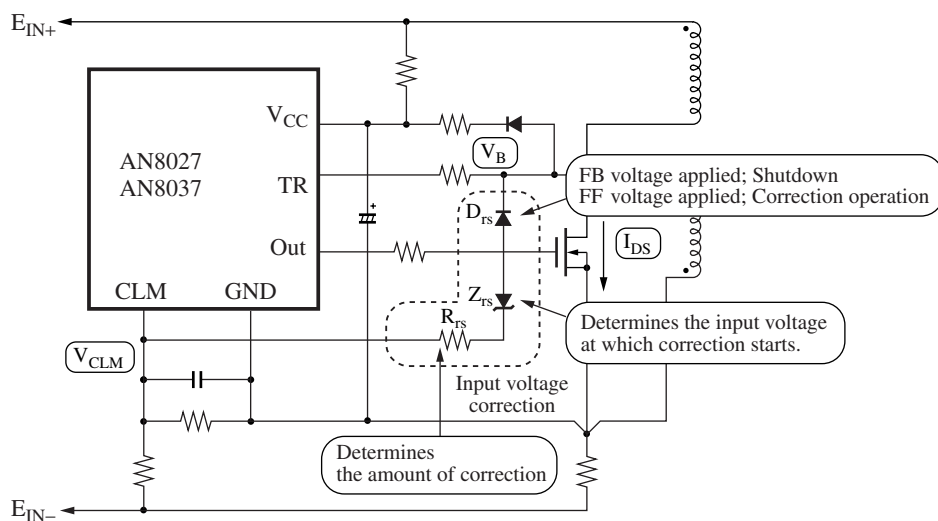 E_IN+
V_CC
AN8027
AN8037
V_B
TR
FB voltage applied; Shutdown
FF voltage applied; Correction operation
D_rs
+
I_DS
Out
CLM
GND
Z_rs
R_rs
Determines the input voltage
at which correction starts.
V_CLM
Input voltage
correction
Determines
the amount of correction
E_IN−